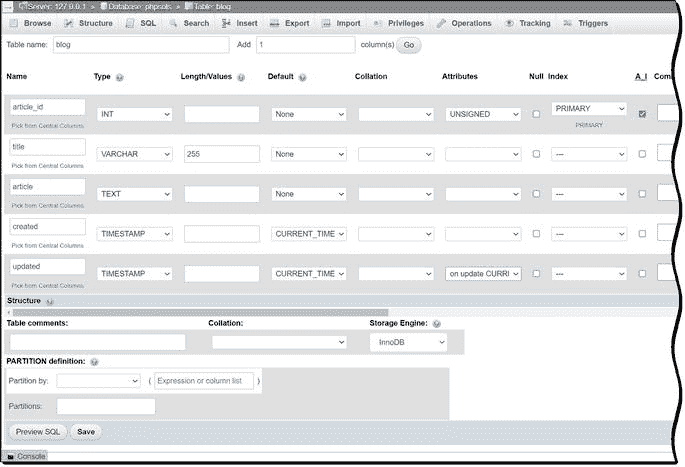 Server: 127.0.0.1 » Database: phpsols » Table: blog
Browse Structure SQL Search Insert Export Import Privileges Operations Tracking Triggers
Table name: blog Add 1 column(s) Go
Name Type Length/Values Default Collation Attributes Null Index A_I Com
article_id INT None UNSIGNED PRIMARY
Pick from Central Columns PRIMARY
title VARCHAR 255 None ---
Pick from Central Columns
article TEXT None ---
Pick from Central Columns
created TIMESTAMP CURRENT_TIME ---
Pick from Central Columns
updated TIMESTAMP CURRENT_TIME on update CURRI ---
Pick from Central Columns
Structure
Table comments: Collation: Storage Engine:
InnoDB
PARTITION definition:
Partition by: ( Expression or column list )
Partitions:
Preview SQL Save
Console